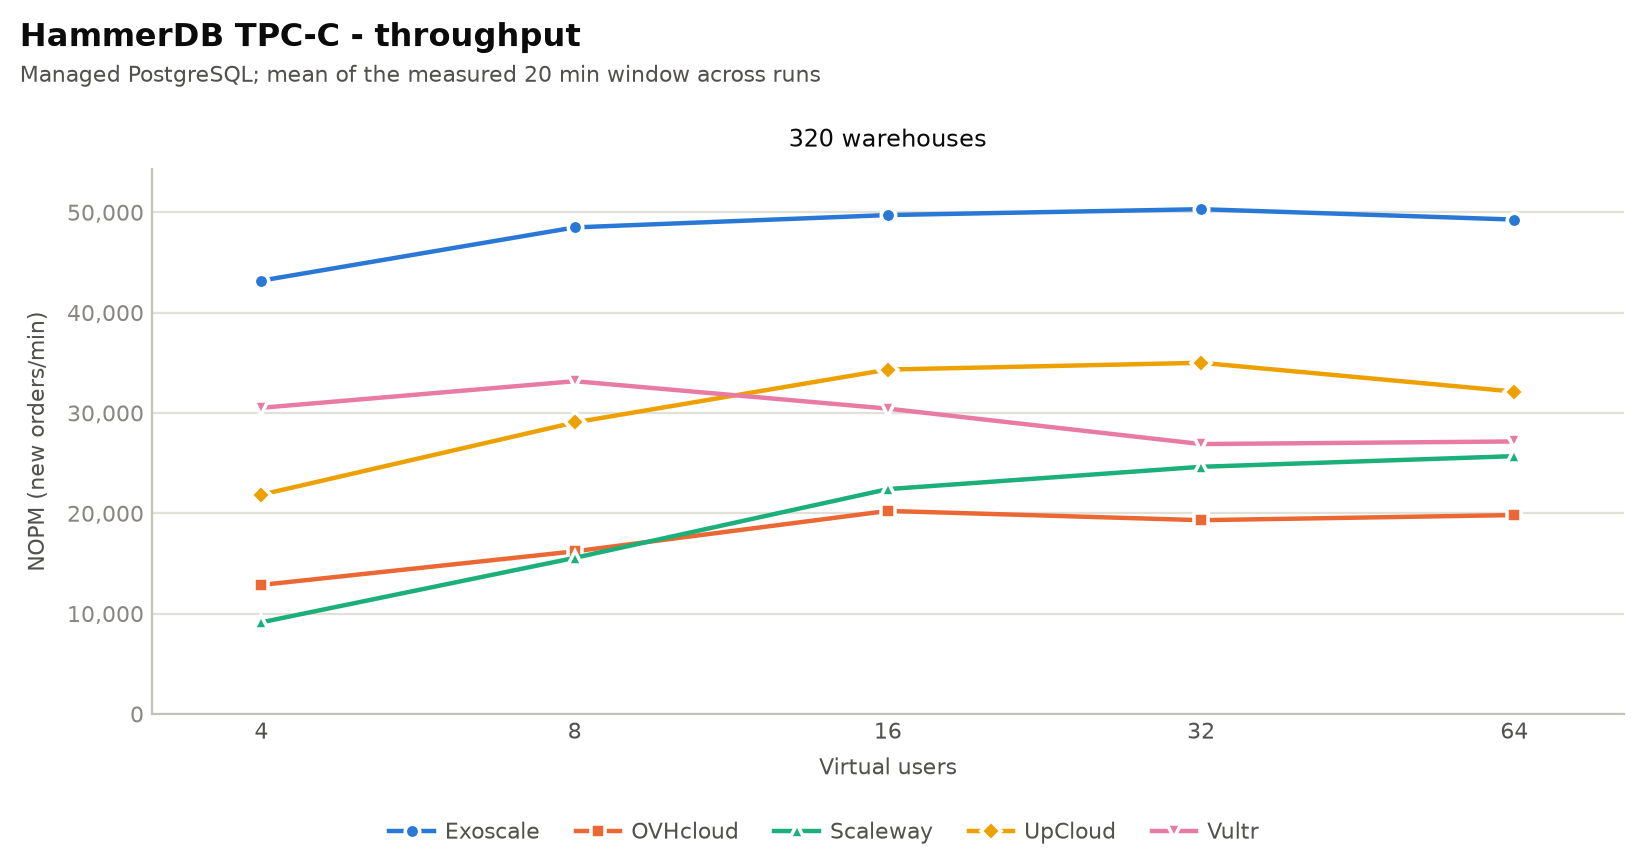 HammerDB TPC-C - throughput
Managed PostgreSQL; mean of the measured 20 min window across runs
320 warehouses
NOPM (new orders/min)
50,000
40,000
30,000
20,000
10,000
0
4 8 16 32 64
Virtual users
Exoscale OVHcloud Scaleway UpCloud Vultr